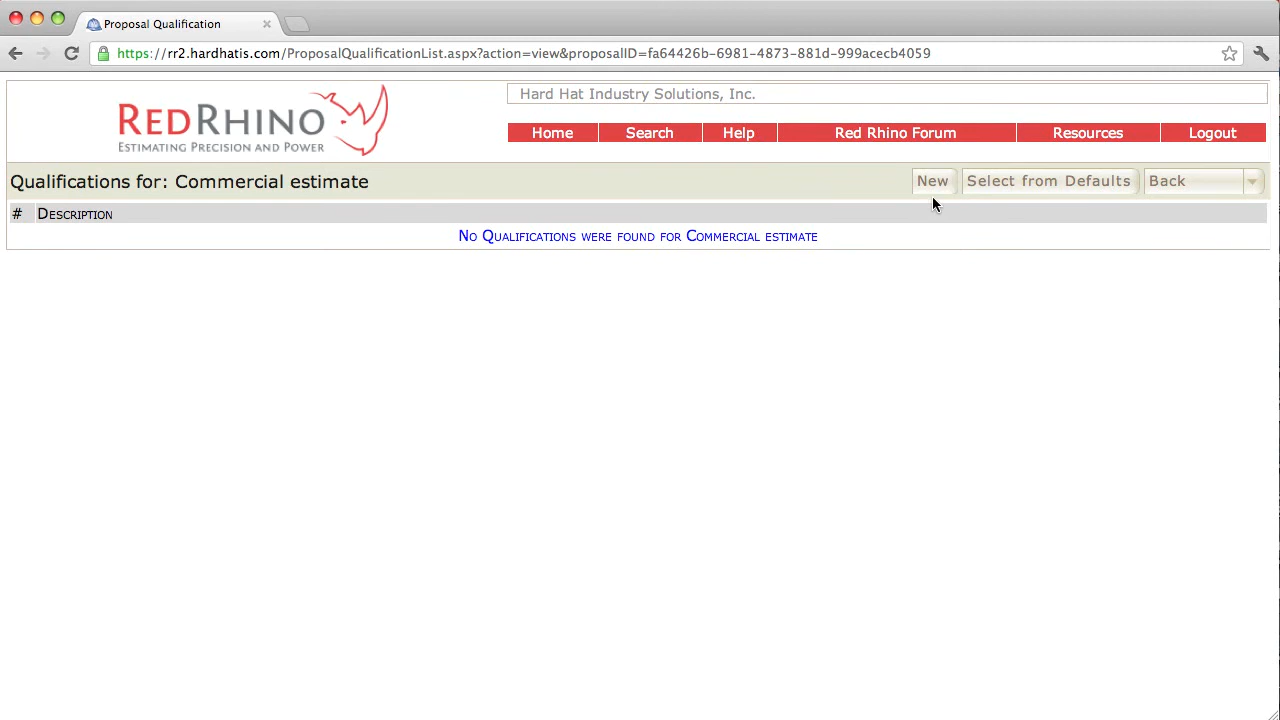 Proposal Qualification
https://rr2.hardhatis.com/ProposalQualificationList.aspx?action=view&proposalID=fa64426b-6981-4873-881d-999acecb4059
REDRHINO
ESTIMATING PRECISION AND POWER
Hard Hat Industry Solutions, Inc.
Home Search Help Red Rhino Forum Resources Logout
Qualifications for: Commercial estimate New Select from Defaults Back
# DESCRIPTION
NO QUALIFICATIONS WERE FOUND FOR COMMERCIAL ESTIMATE